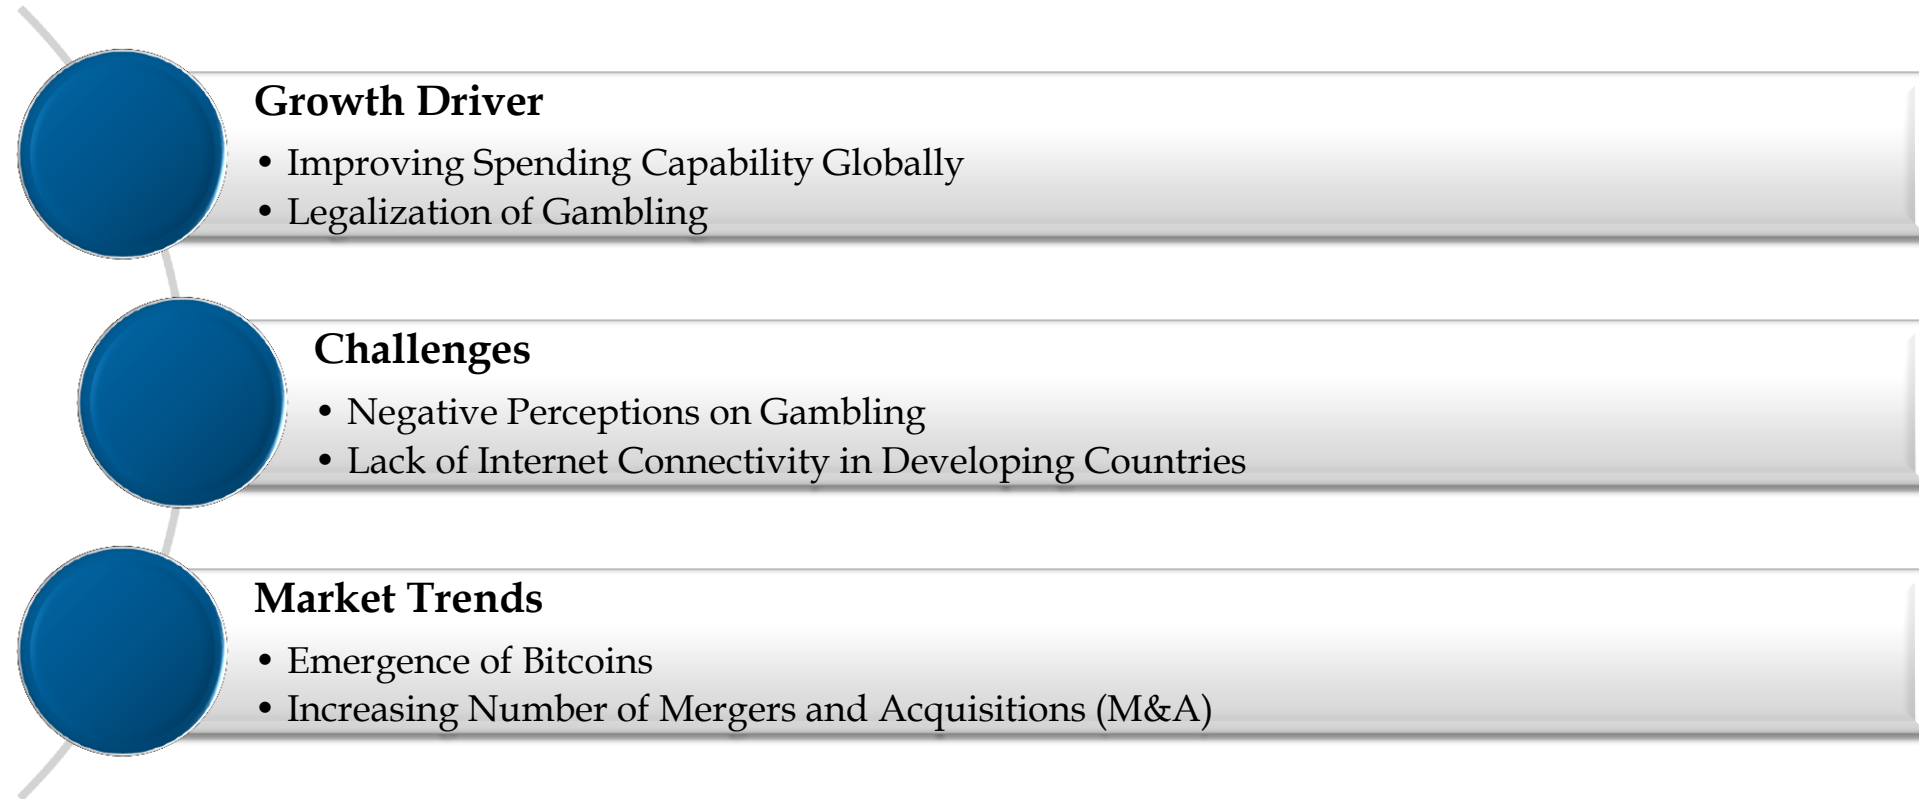 Growth Driver
• Improving Spending Capability Globally
• Legalization of Gambling
Challenges
• Negative Perceptions on Gambling
• Lack of Internet Connectivity in Developing Countries
Market Trends
• Emergence of Bitcoins
• Increasing Number of Mergers and Acquisitions (M&A)